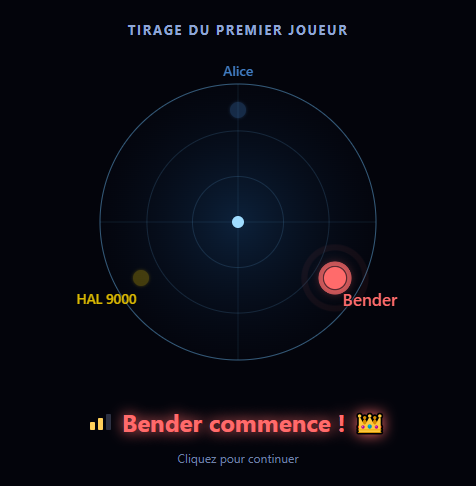 TIRAGE DU PREMIER JOUEUR
Alice
HAL 9000
Bender
Bender commence !
Cliquez pour continuer